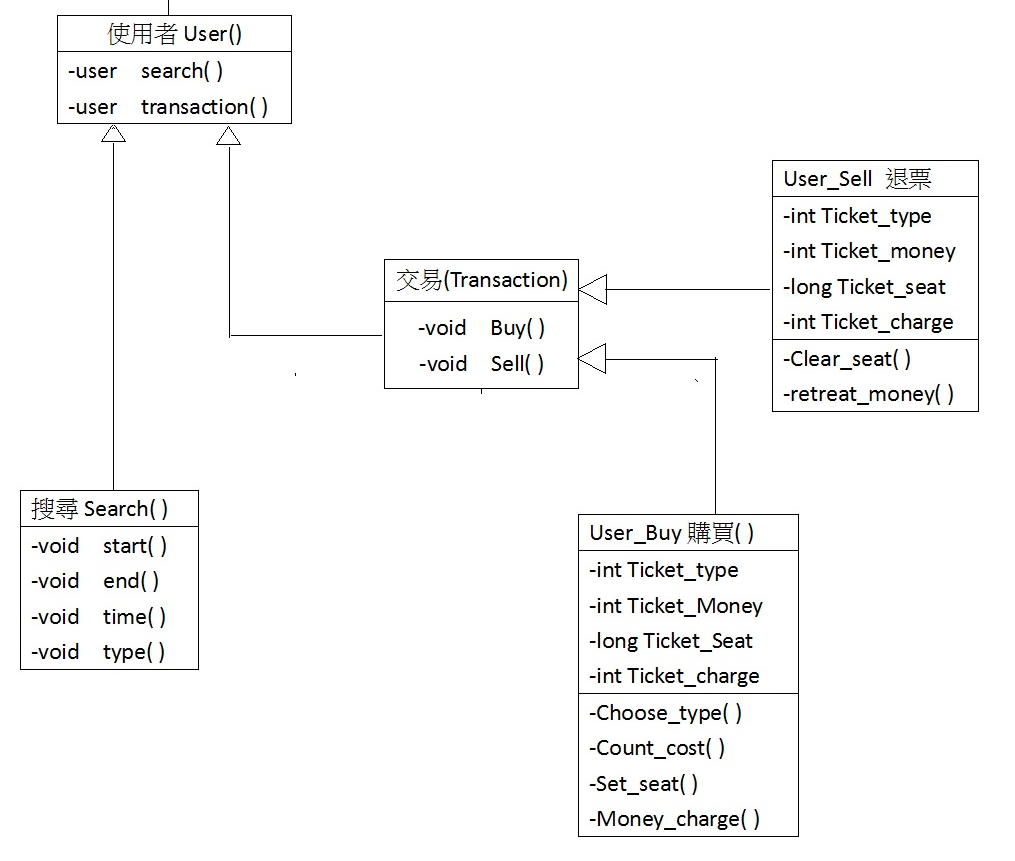 使用者 User()
-user search( )
-user transaction( )
User_Sell 退票
-int Ticket_type
-int Ticket_money
-long Ticket_seat
-int Ticket_charge
-Clear_seat( )
-retreat_money( )
交易(Transaction)
-void Buy( )
-void Sell( )
搜尋 Search( )
-void start( )
-void end( )
-void time( )
-void type( )
User_Buy 購買( )
-int Ticket_type
-int Ticket_Money
-long Ticket_Seat
-int Ticket_charge
-Choose_type( )
-Count_cost( )
-Set_seat( )
-Money_charge( )